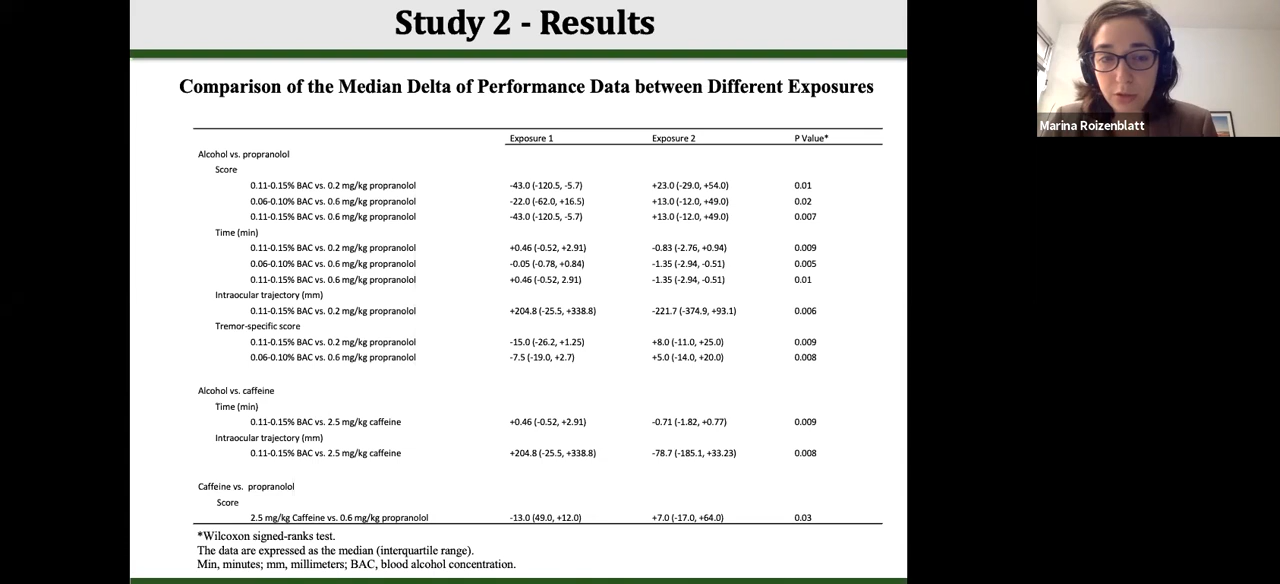 Study 2 - Results
Marina Roizenblatt
Comparison of the Median Delta of Performance Data between Different Exposures
Exposure 1 Exposure 2 P Value*
Alcohol vs. propranolol
Score
0.11-0.15% BAC vs. 0.2 mg/kg propranolol -43.0 (-120.5, -5.7) +23.0 (-29.0, +54.0) 0.01
0.06-0.10% BAC vs. 0.6 mg/kg propranolol -22.0 (-62.0, +16.5) +13.0 (-12.0, +49.0) 0.02
0.11-0.15% BAC vs. 0.6 mg/kg propranolol -43.0 (-120.5, -5.7) +13.0 (-12.0, +49.0) 0.007
Time (min)
0.11-0.15% BAC vs. 0.2 mg/kg propranolol +0.46 (-0.52, +2.91) -0.83 (-2.76, +0.94) 0.009
0.06-0.10% BAC vs. 0.6 mg/kg propranolol -0.05 (-0.78, +0.84) -1.35 (-2.94, -0.51) 0.005
0.11-0.15% BAC vs. 0.6 mg/kg propranolol +0.46 (-0.52, 2.91) -1.35 (-2.94, -0.51) 0.01
Intraocular trajectory (mm)
0.11-0.15% BAC vs. 0.2 mg/kg propranolol +204.8 (-25.5, +338.8) -221.7 (-374.9, +93.1) 0.006
Tremor-specific score
0.11-0.15% BAC vs. 0.2 mg/kg propranolol -15.0 (-26.2, +1.25) +8.0 (-11.0, +25.0) 0.009
0.06-0.10% BAC vs. 0.6 mg/kg propranolol -7.5 (-19.0, +2.7) +5.0 (-14.0, +20.0) 0.008
Alcohol vs. caffeine
Time (min)
0.11-0.15% BAC vs. 2.5 mg/kg caffeine +0.46 (-0.52, +2.91) -0.71 (-1.82, +0.77) 0.009
Intraocular trajectory (mm)
0.11-0.15% BAC vs. 2.5 mg/kg caffeine +204.8 (-25.5, +338.8) -78.7 (-185.1, +33.23) 0.008
Caffeine vs. propranolol
Score
2.5 mg/kg Caffeine vs. 0.6 mg/kg propranolol -13.0 (49.0, +12.0) +7.0 (-17.0, +64.0) 0.03
*Wilcoxon signed-ranks test.
The data are expressed as the median (interquartile range).
Min, minutes; mm, millimeters; BAC, blood alcohol concentration.